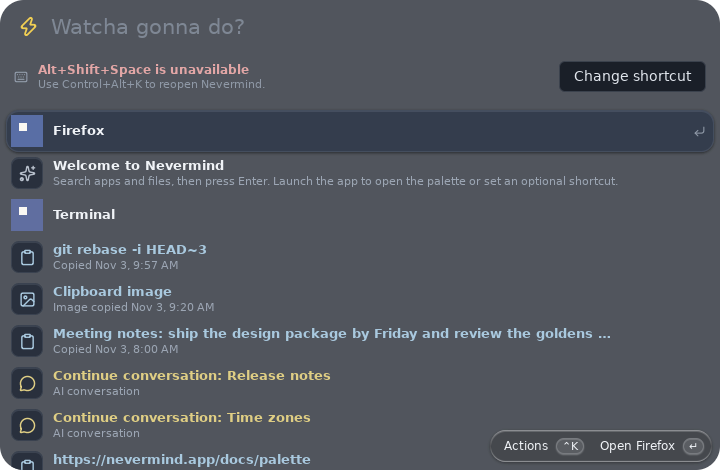 Watcha gonna do?
Alt+Shift+Space is unavailable
Use Control+Alt+K to reopen Nevermind.
Change shortcut
Firefox
Welcome to Nevermind
Search apps and files, then press Enter. Launch the app to open the palette or set an optional shortcut.
Terminal
git rebase -i HEAD~3
Copied Nov 3, 9:57 AM
Clipboard image
Image copied Nov 3, 9:20 AM
Meeting notes: ship the design package by Friday and review the goldens ...
Copied Nov 3, 8:00 AM
Continue conversation: Release notes
AI conversation
Continue conversation: Time zones
AI conversation
Actions ^K Open Firefox ↵
https://nevermind.app/docs/palette